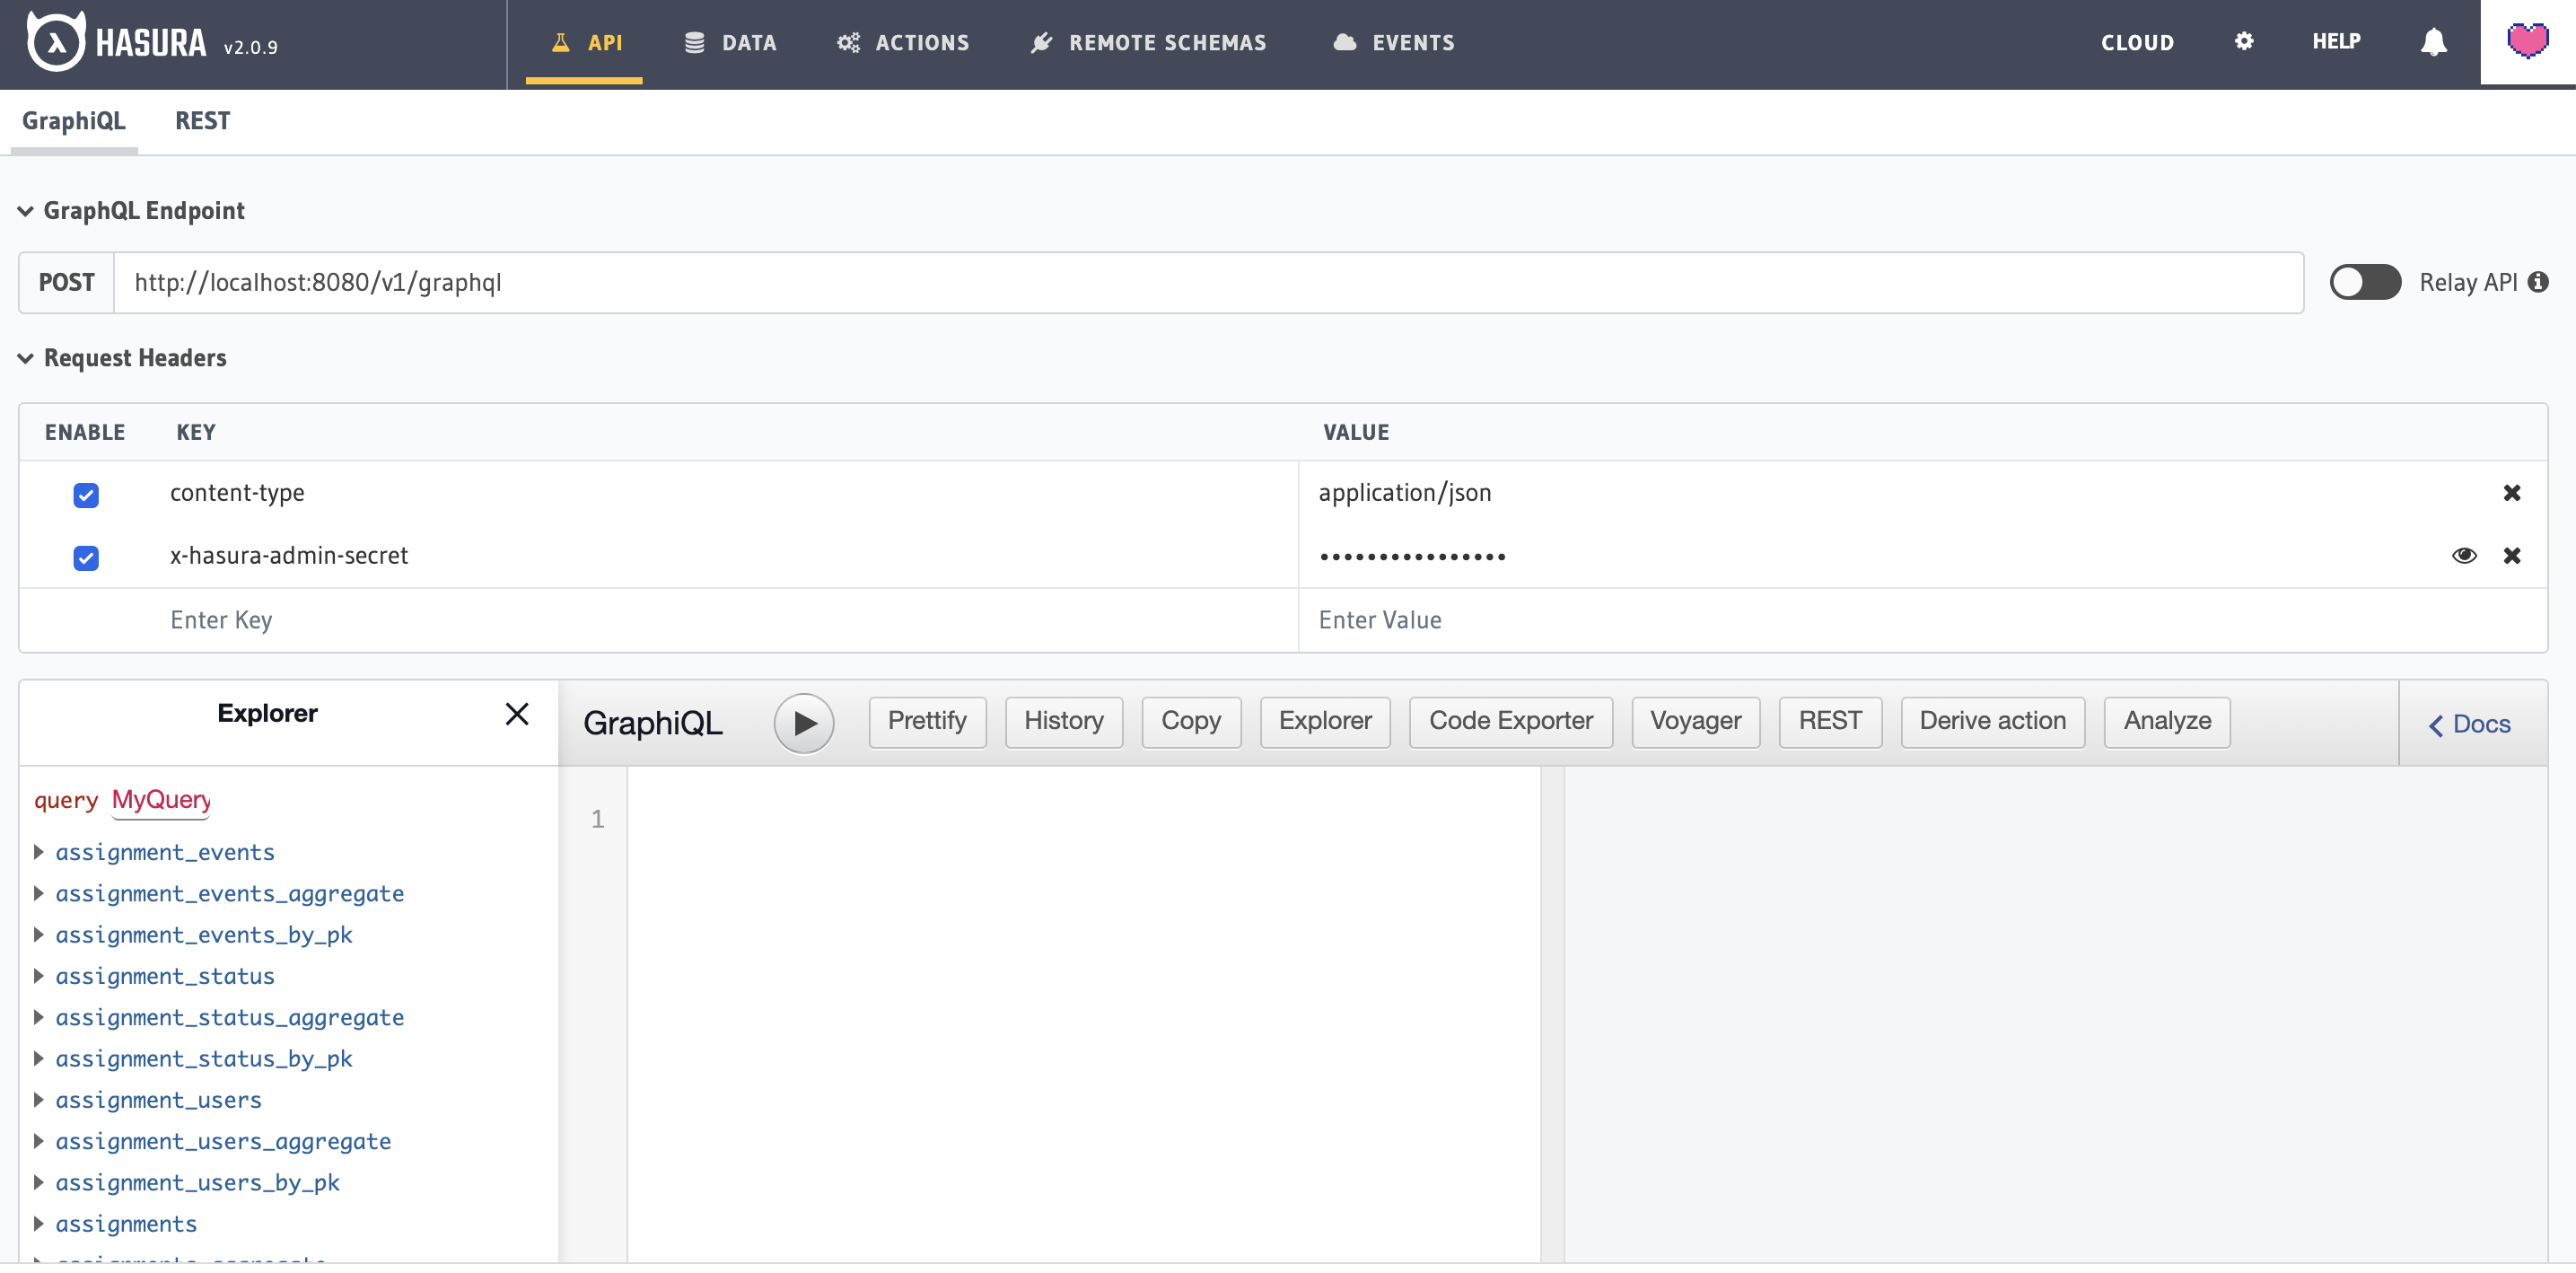 HASURA v2.0.9 API DATA ACTIONS REMOTE SCHEMAS EVENTS CLOUD HELP
GraphiQL REST
GraphQL Endpoint
POST http://localhost:8080/v1/graphql Relay API
Request Headers
ENABLE KEY VALUE
content-type application/json
x-hasura-admin-secret ••••••••••••••••
Enter Key Enter Value
Explorer GraphiQL Prettify History Copy Explorer Code Exporter Voyager REST Derive action Analyze Docs
query MyQuery
1
assignment_events
assignment_events_aggregate
assignment_events_by_pk
assignment_status
assignment_status_aggregate
assignment_status_by_pk
assignment_users
assignment_users_aggregate
assignment_users_by_pk
assignments